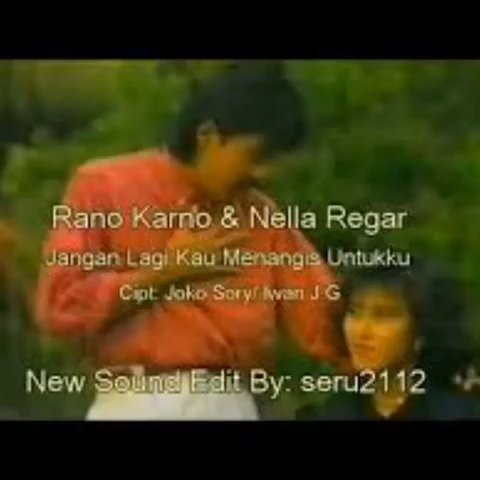 Rano Karno & Nella Regar
Jangan Lagi Kau Menangis Untukku
Cipt: Joko Sory/ Iwan J G
New Sound Edit By: seru2112